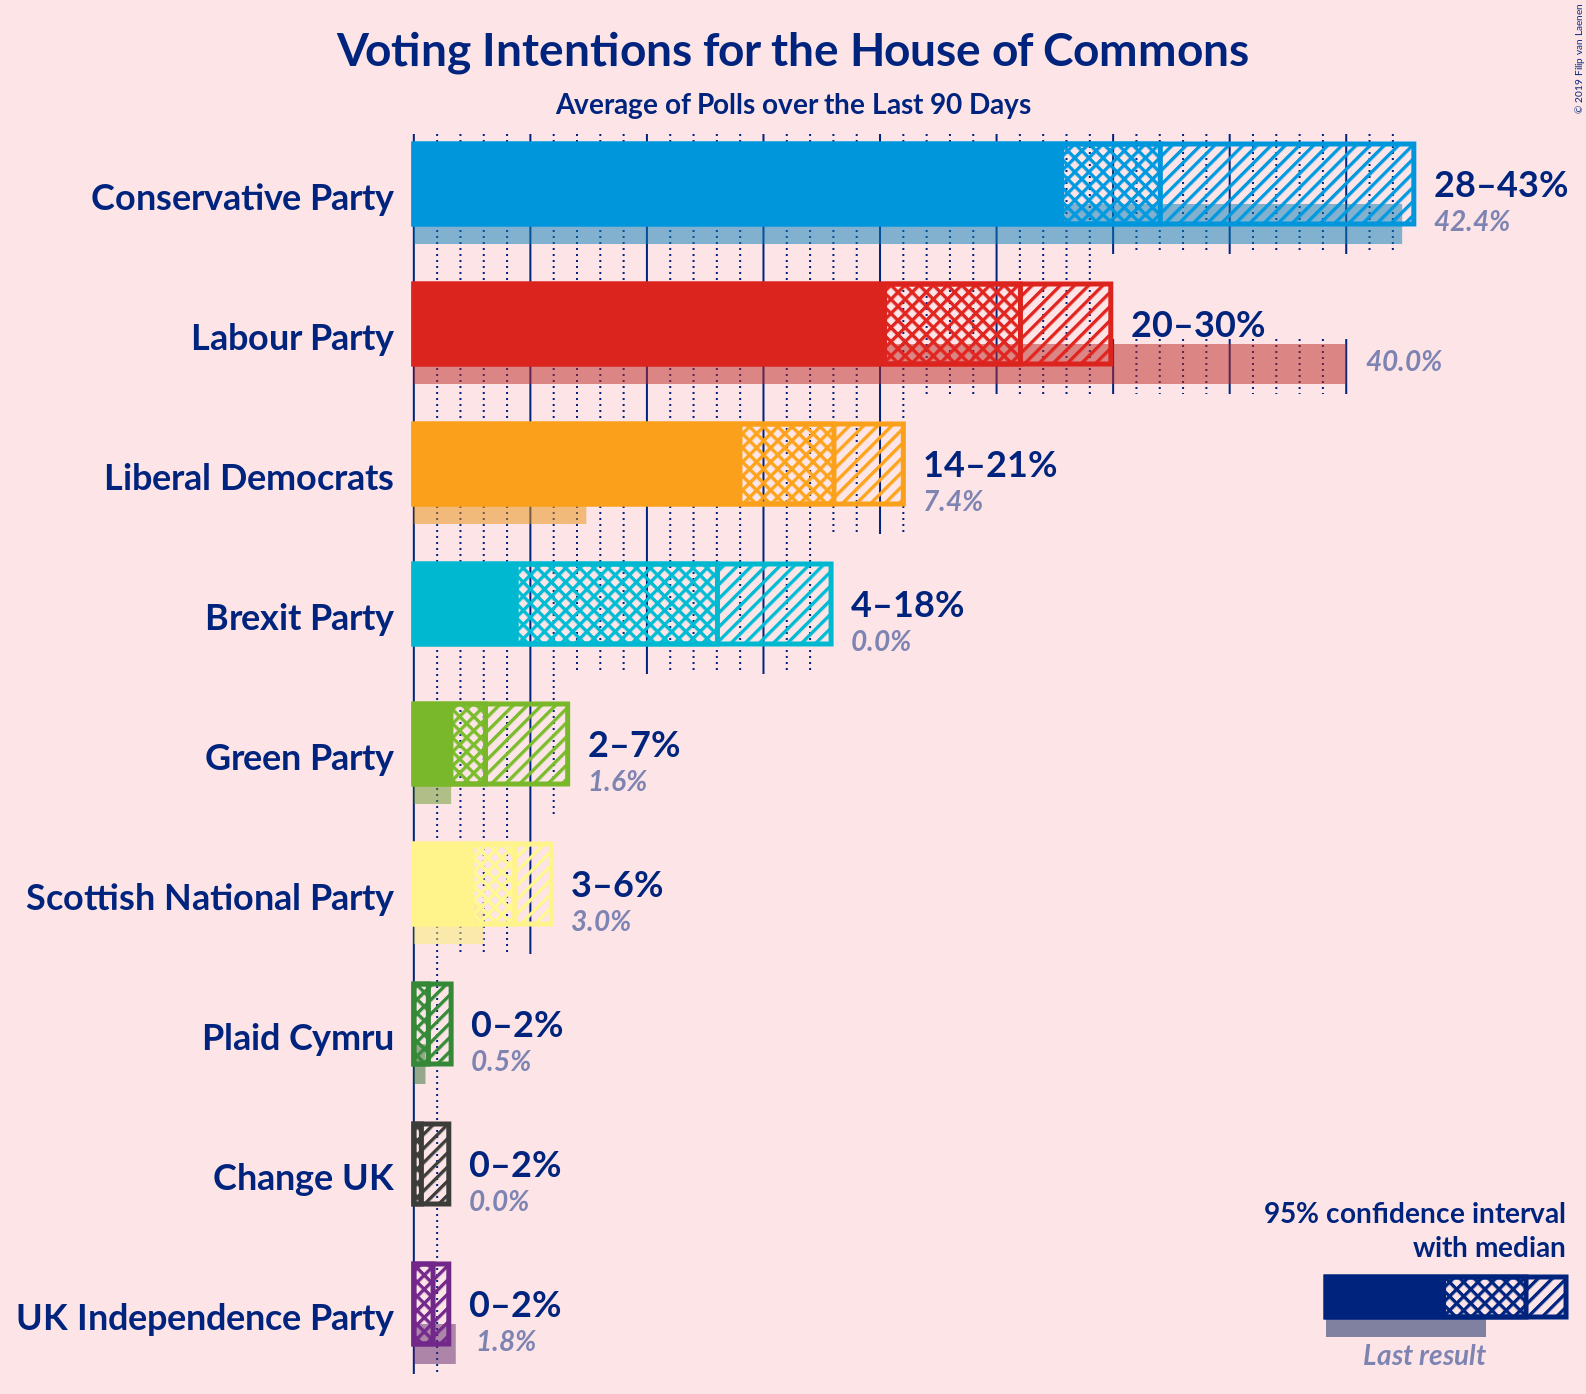 © 2019 Filip van Laenen
Voting Intentions for the House of Commons
Average of Polls over the Last 90 Days
Conservative Party
28–43%
42.4%
Labour Party
20–30%
40.0%
Liberal Democrats
14–21%
7.4%
Brexit Party
4–18%
0.0%
Green Party
2–7%
1.6%
Scottish National Party
3–6%
3.0%
Plaid Cymru
0–2%
0.5%
Change UK
0–2%
0.0%
UK Independence Party
0–2%
1.8%
95% confidence interval
with median
Last result